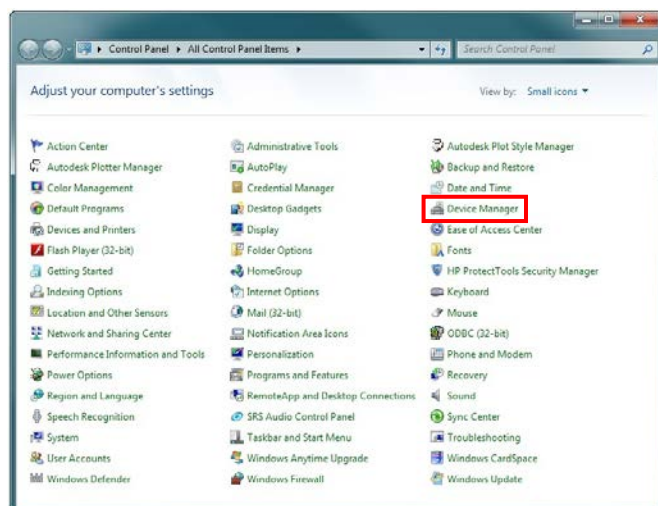 Control Panel All Control Panel Items Search Control Panel
Adjust your computer's settings View by: Small icons
Action Center Administrative Tools Autodesk Plot Style Manager
Autodesk Plotter Manager AutoPlay Backup and Restore
Color Management Credential Manager Date and Time
Default Programs Desktop Gadgets Device Manager
Devices and Printers Display Ease of Access Center
Flash Player (32-bit) Folder Options Fonts
Getting Started HomeGroup HP ProtectTools Security Manager
Indexing Options Internet Options Keyboard
Location and Other Sensors Mail (32-bit) Mouse
Network and Sharing Center Notification Area Icons ODBC (32-bit)
Performance Information and Tools Personalization Phone and Modem
Power Options Programs and Features Recovery
Region and Language RemoteApp and Desktop Connections Sound
Speech Recognition SRS Audio Control Panel Sync Center
System Taskbar and Start Menu Troubleshooting
User Accounts Windows Anytime Upgrade Windows CardSpace
Windows Defender Windows Firewall Windows Update